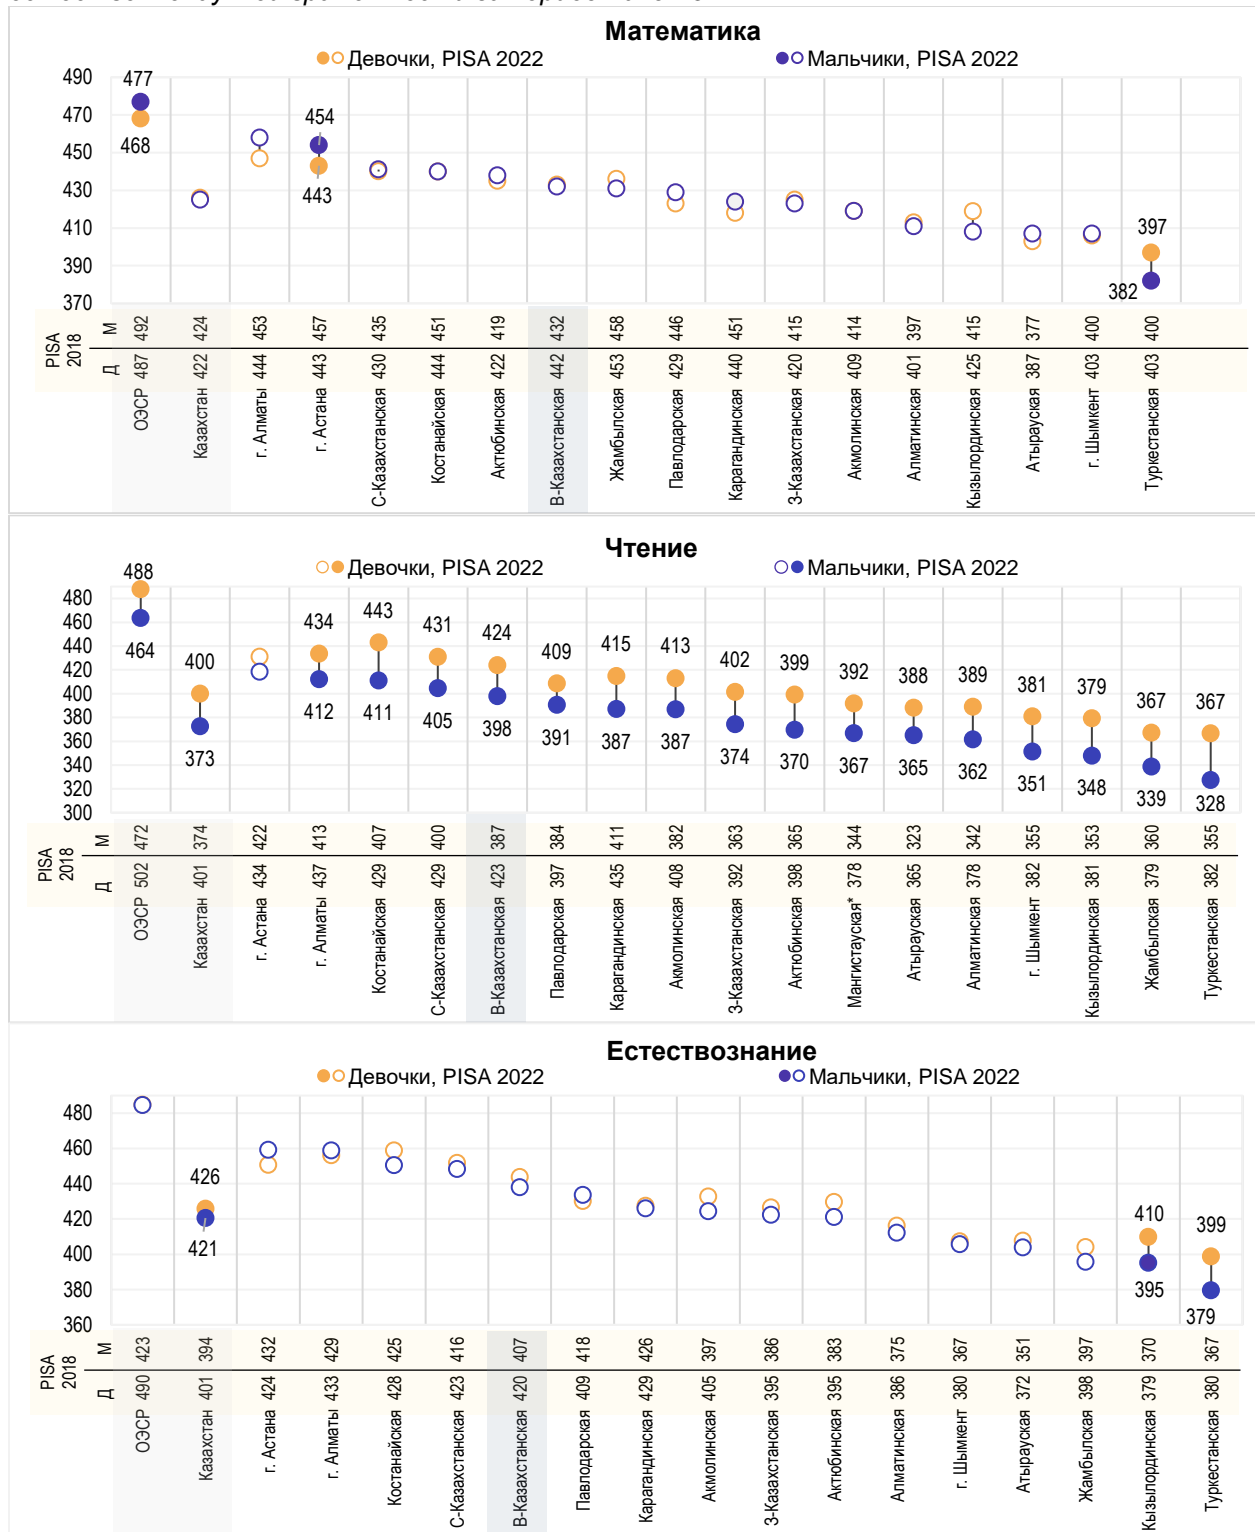 Математика
Девочки, PISA 2022 Мальчики, PISA 2022
490
470
450
430
410
390
370
477
468
454
443
397
382
PISA 2018
М 492 424 453 457 435 451 419 432 458 446 451 415 414 397 415 377 400 400
Д 487 422 444 443 430 444 422 442 453 429 440 420 409 401 425 387 403 403
ОЭСР
Казахстан
г. Алматы
г. Астана
С-Казахстанская
Костанайская
Актюбинская
В-Казахстанская
Жамбылская
Павлодарская
Карагандинская
З-Казахстанская
Акмолинская
Алматинская
Кызылординская
Атырауская
г. Шымкент
Туркестанская
Чтение
Девочки, PISA 2022 Мальчики, PISA 2022
480
460
440
420
400
380
360
340
320
300
488 400 434 443 431 424 409 415 413 402 399 392 388 389 381 379 367 367
464 373 412 411 405 398 391 387 387 374 370 367 365 362 351 348 339 328
PISA 2018
М 472 374 422 413 407 400 387 384 411 382 363 365 344 323 342 355 353 360 355
Д 502 401 434 437 429 429 423 397 435 408 392 398 378 365 378 382 381 379 382
ОЭСР
Казахстан
г. Астана
г. Алматы
Костанайская
С-Казахстанская
В-Казахстанская
Павлодарская
Карагандинская
Акмолинская
З-Казахстанская
Актюбинская
Мангистауская*
Атырауская
Алматинская
г. Шымкент
Кызылординская
Жамбылская
Туркестанская
Естествознание
Девочки, PISA 2022 Мальчики, PISA 2022
480
460
440
420
400
380
360
426
421
410
395
399
379
PISA 2018
М 423 394 432 429 425 416 407 418 426 397 386 383 375 367 351 397 370 367
Д 490 401 424 433 428 423 420 409 429 405 395 395 386 380 372 398 379 380
ОЭСР
Казахстан
г. Астана
г. Алматы
Костанайская
С-Казахстанская
В-Казахстанская
Павлодарская
Карагандинская
Акмолинская
З-Казахстанская
Актюбинская
Алматинская
г. Шымкент
Атырауская
Жамбылская
Кызылординская
Туркестанская